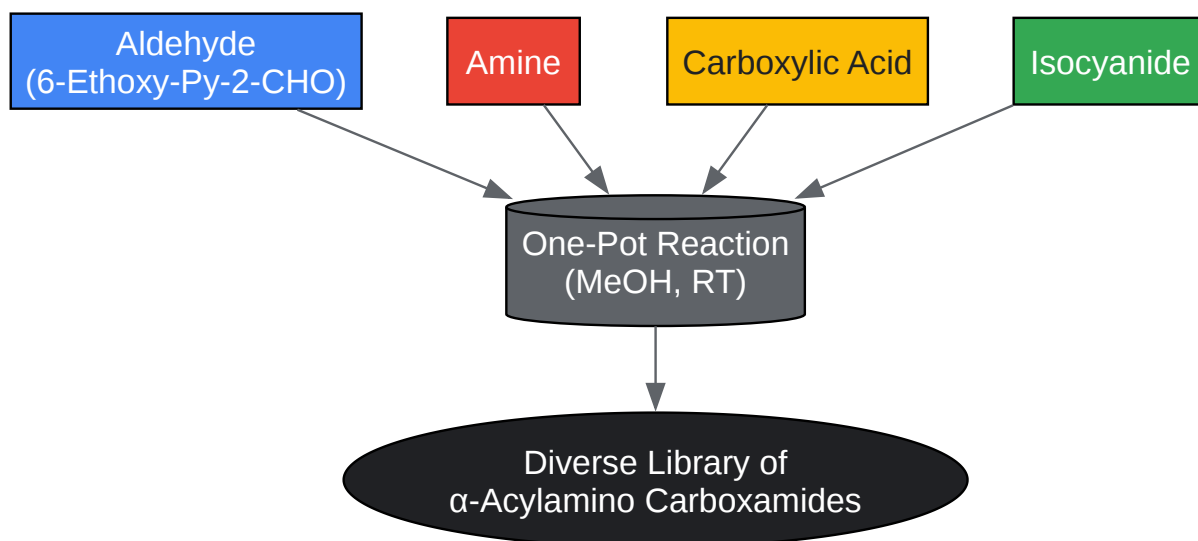 Aldehyde
(6-Ethoxy-Py-2-CHO)
Amine
Carboxylic Acid
Isocyanide
One-Pot Reaction
(MeOH, RT)
Diverse Library of
α-Acylamino Carboxamides